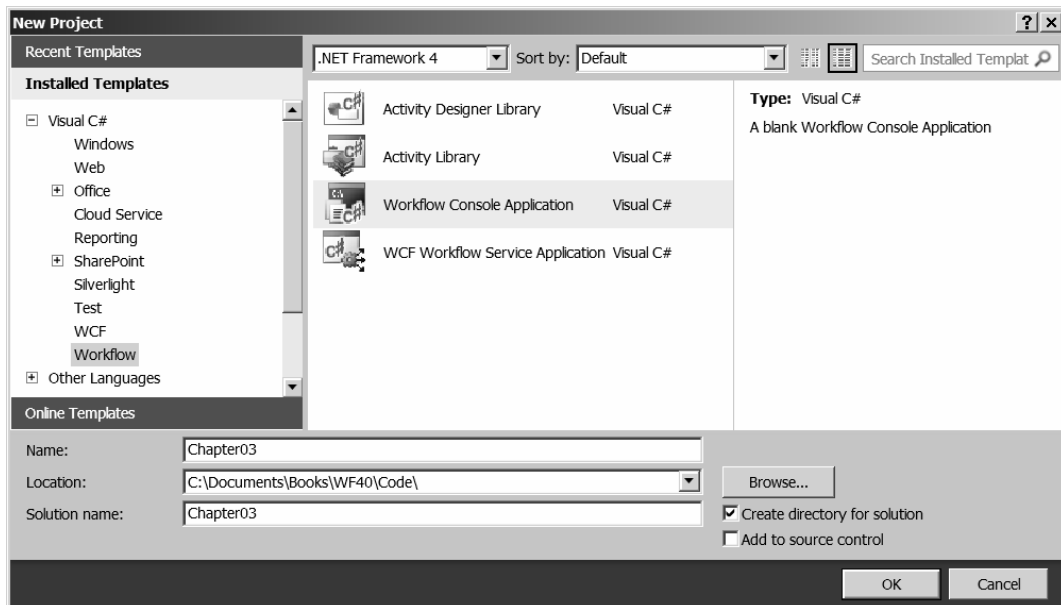 New Project
Recent Templates
.NET Framework 4 Sort by: Default Search Installed Templat
Installed Templates
Visual C#
Windows
Web
Office
Cloud Service
Reporting
SharePoint
Silverlight
Test
WCF
Workflow
Other Languages
Online Templates
Activity Designer Library Visual C#
Activity Library Visual C#
Workflow Console Application Visual C#
WCF Workflow Service Application Visual C#
Type: Visual C#
A blank Workflow Console Application
Name: Chapter03
Location: C:\Documents\Books\WF40\Code\ Browse...
Solution name: Chapter03 Create directory for solution
Add to source control
OK Cancel